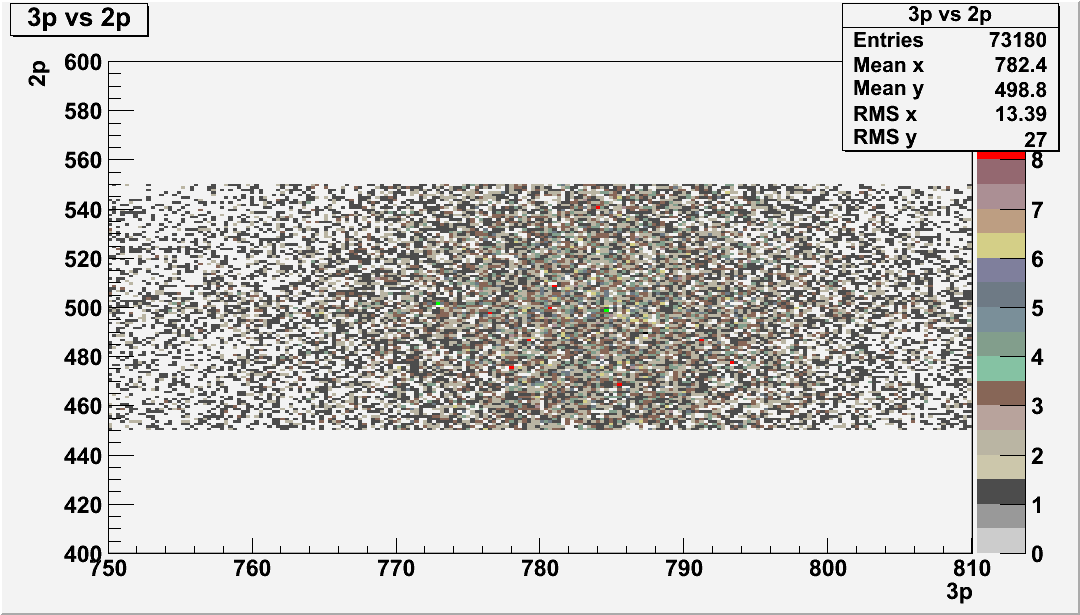 3p vs 2p
3p vs 2p
Entries 73180
Mean x 782.4
Mean y 498.8
RMS x 13.39
RMS y 27
2p
600
580
560
540
520
500
480
460
440
420
400
750 760 770 780 790 800 810
3p
8
7
6
5
4
3
2
1
0